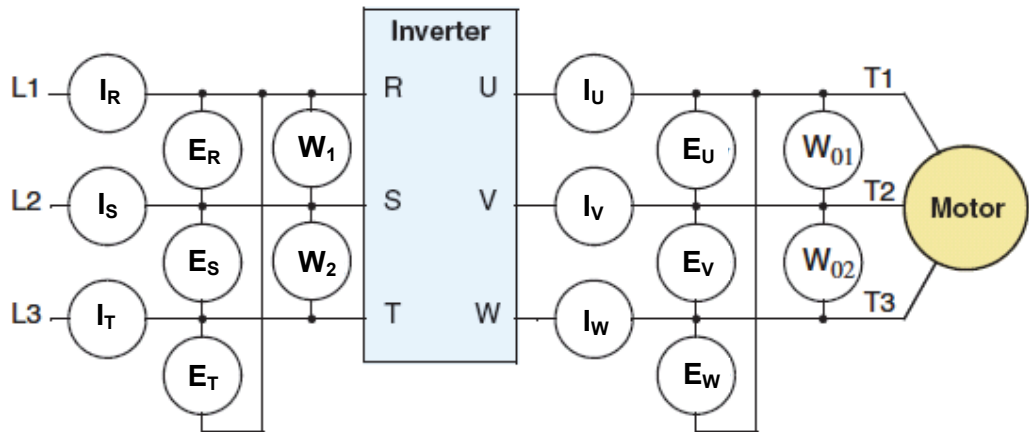 Inverter
L1 I_R R U I_U T1
E_R W_1 E_U W_01
L2 I_S S V I_V T2 Motor
E_S W_2 E_V W_02
L3 I_T T W I_W T3
E_T E_W